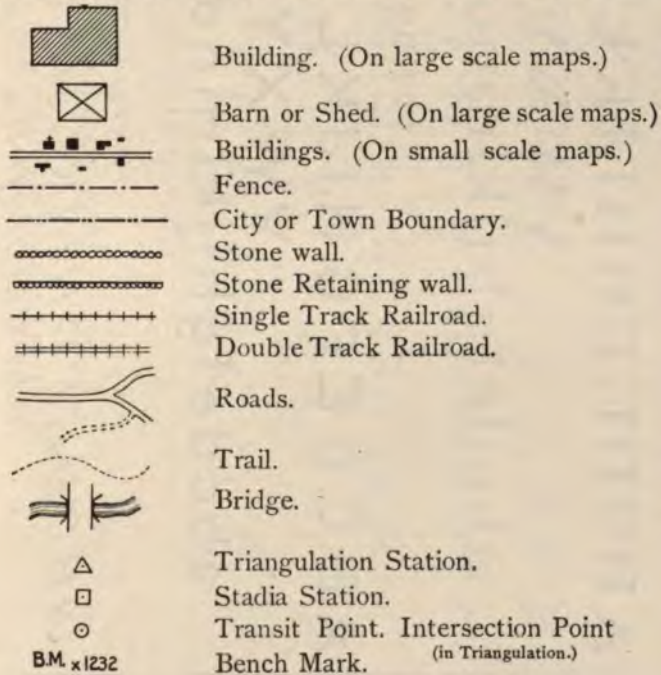 Building. (On large scale maps.)
Barn or Shed. (On large scale maps.)
Buildings. (On small scale maps.)
Fence.
City or Town Boundary.
Stone wall.
Stone Retaining wall.
Single Track Railroad.
Double Track Railroad.
Roads.
Trail.
Bridge.
Triangulation Station.
Stadia Station.
Transit Point. Intersection Point
(in Triangulation.)
B.M. x 1232 Bench Mark.